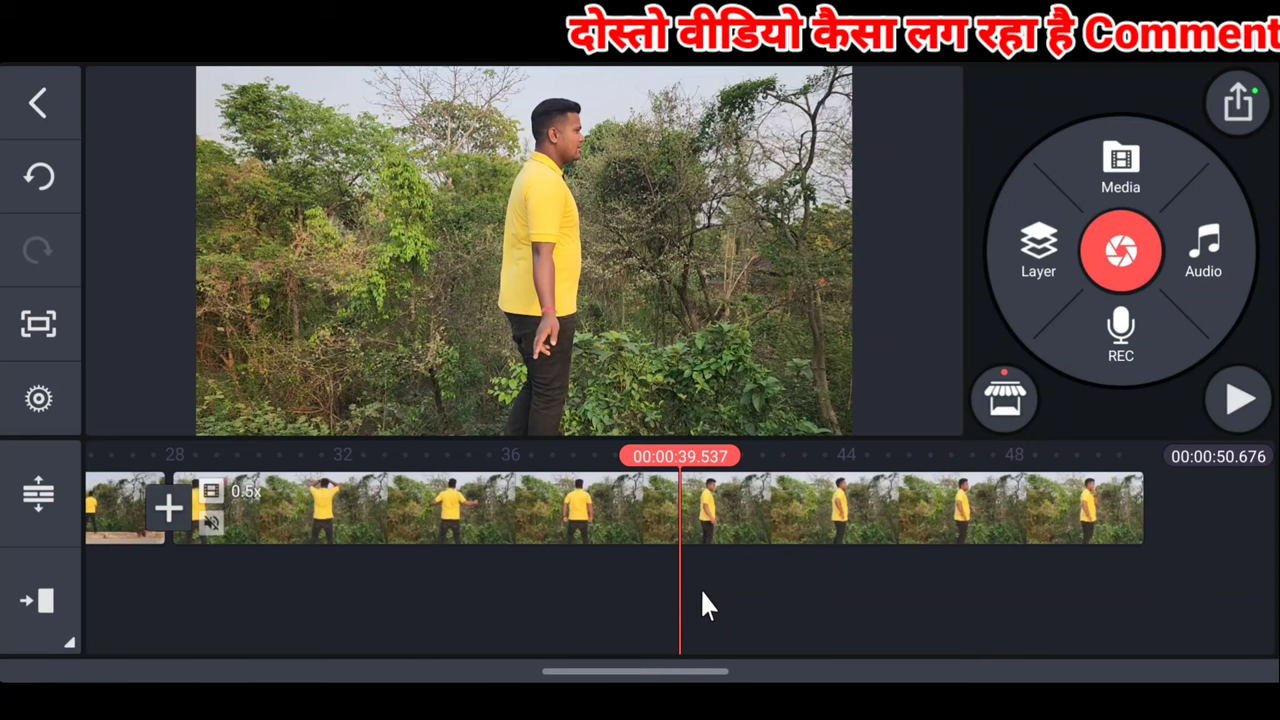 दोस्तो वीडियो कैसा लग रहा है Comment
Media
Layer
Audio
REC
28
32
36
00:00:39.537
44
48
00:00:50.676
0.5x